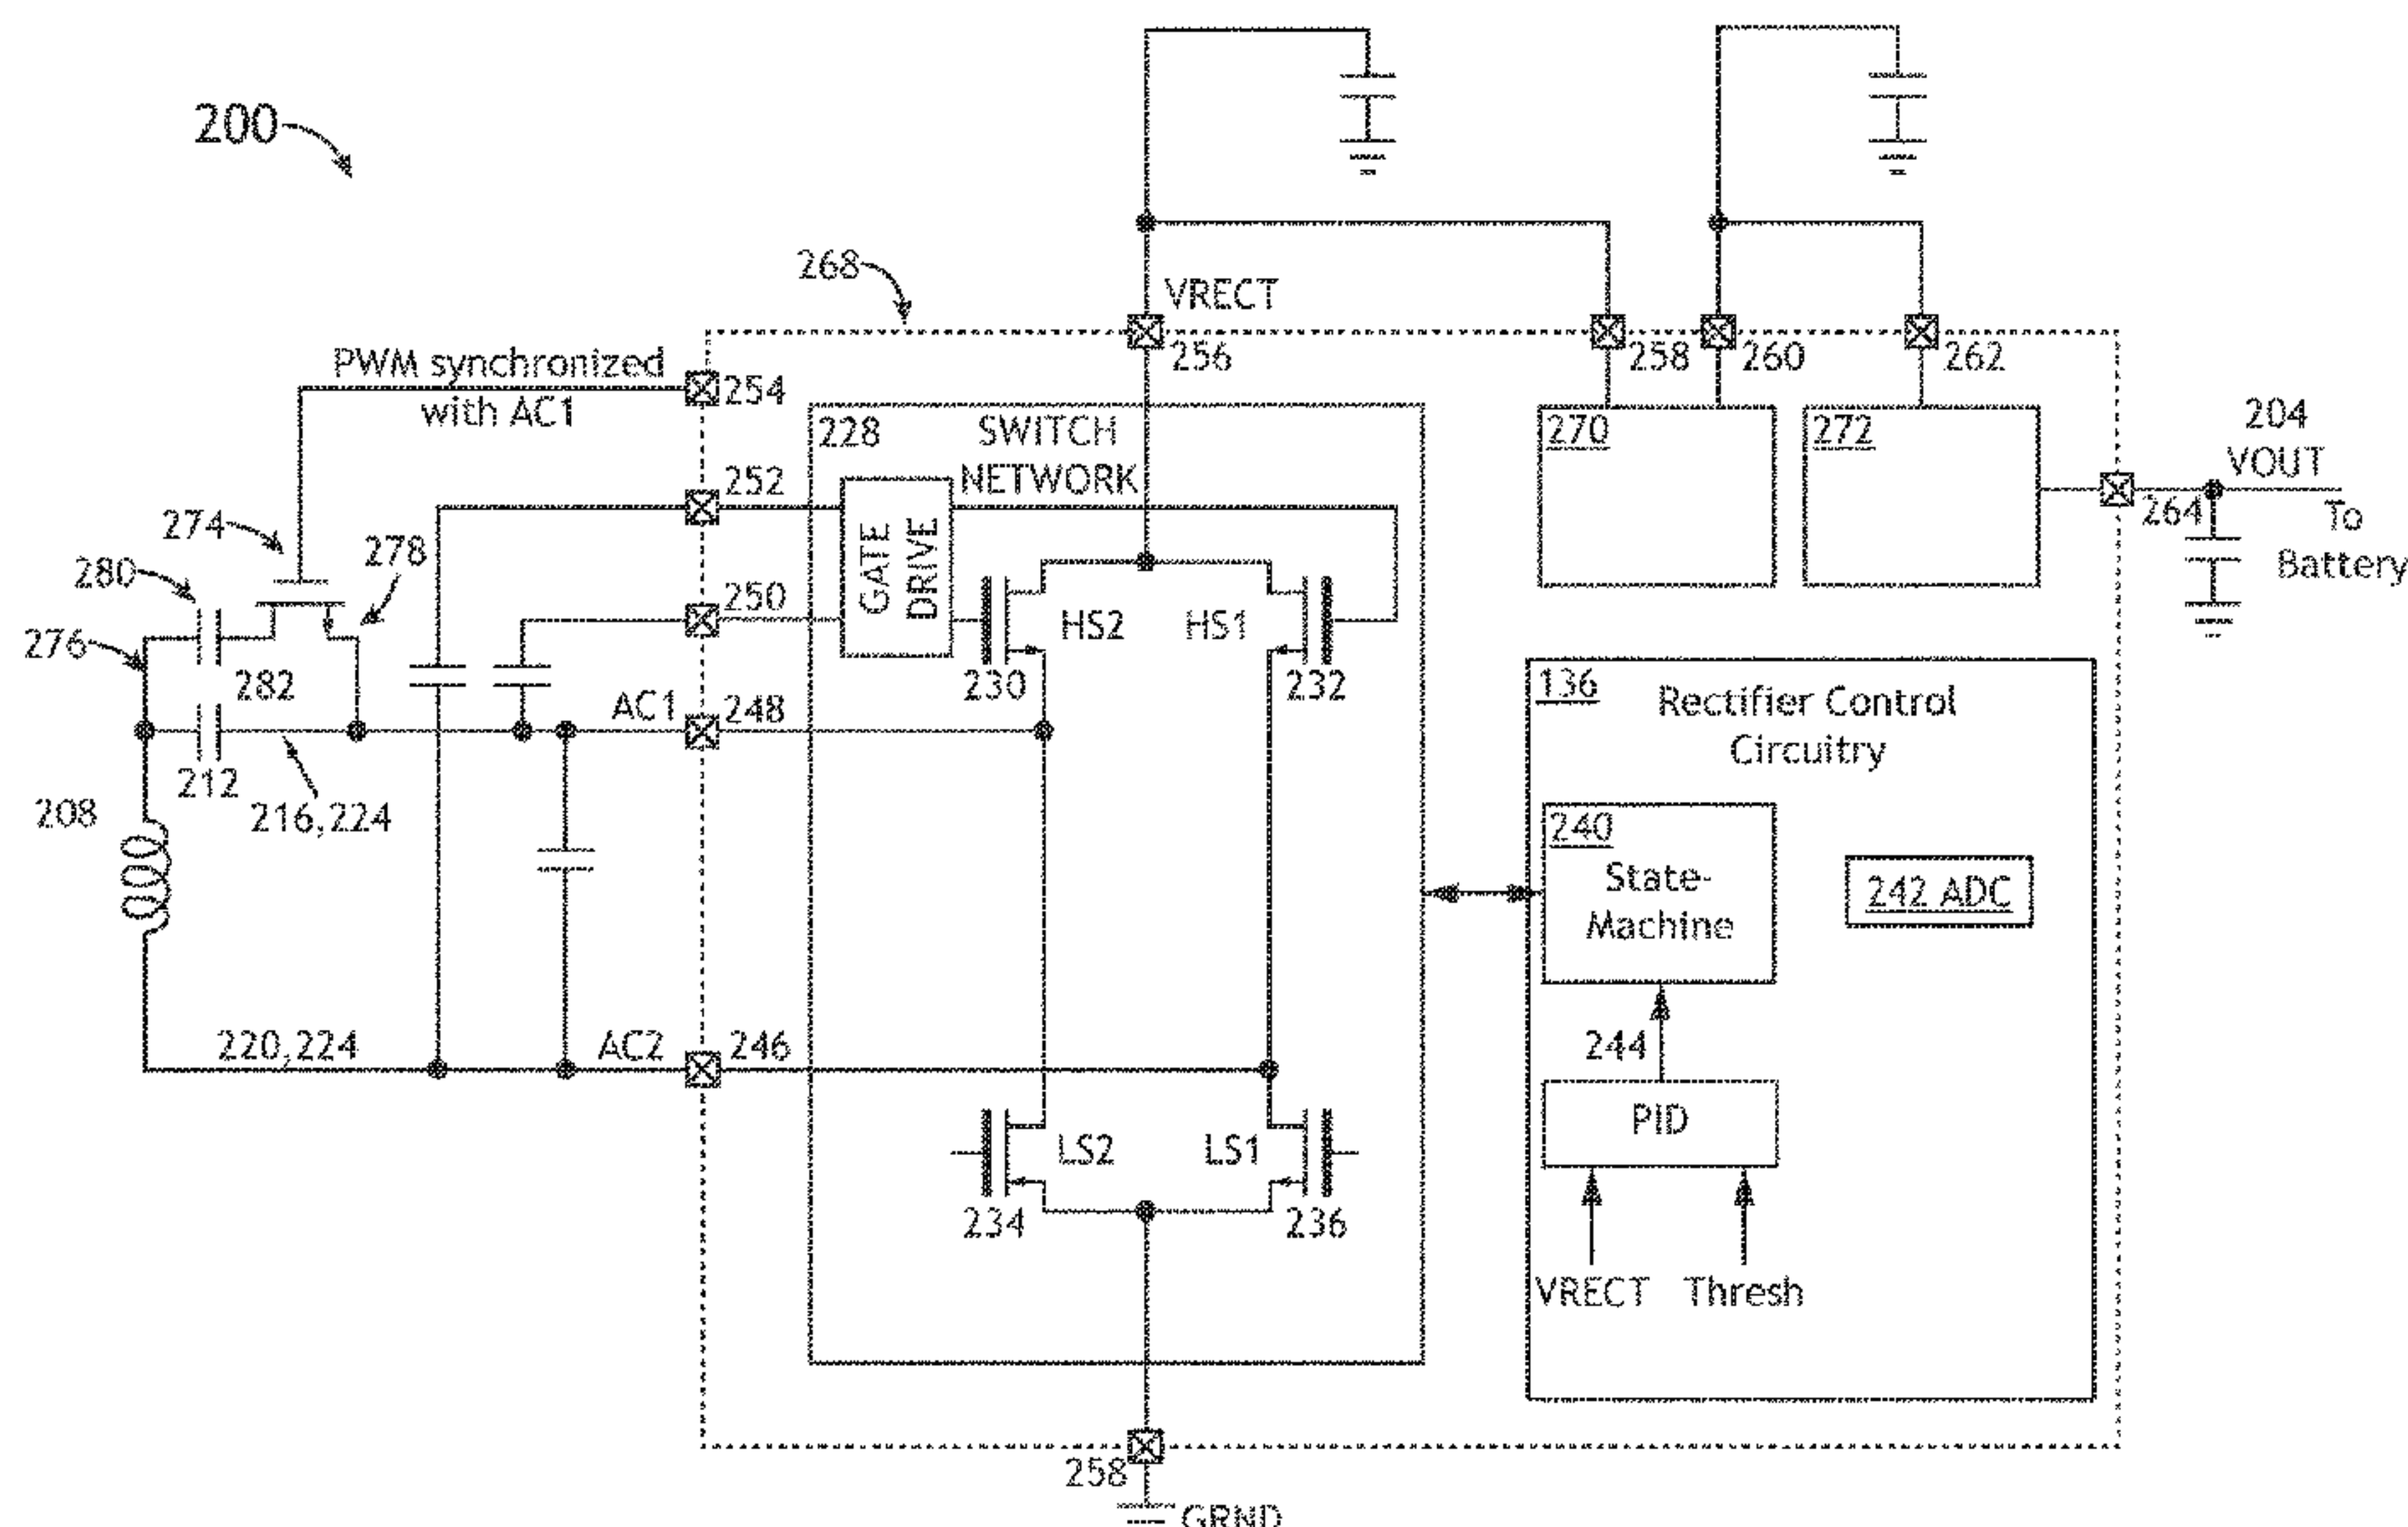 200
268
VRECT
256
258
260
262
PWM synchronized
with AC1
254
228
SWITCH
NETWORK
270
272
204
VOUT
264
To
Battery
252
GATE
DRIVE
274
278
280
250
HS2
HS1
276
282
230
232
136
Rectifier Control
Circuitry
AC1
248
212
216,224
208
240
State-
Machine
242 ADC
220,224
AC2
246
244
PID
LS2
LS1
234
236
VRECT
Thresh
258
GRND